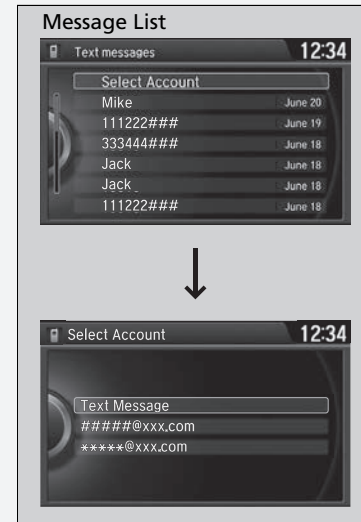 Message List
Text messages 12:34
Select Account
Mike June 20
111222### June 19
333444### June 18
Jack June 18
Jack June 18
111222### June 18
Select Account 12:34
Text Message
#####@xxx.com
*****@xxx.com